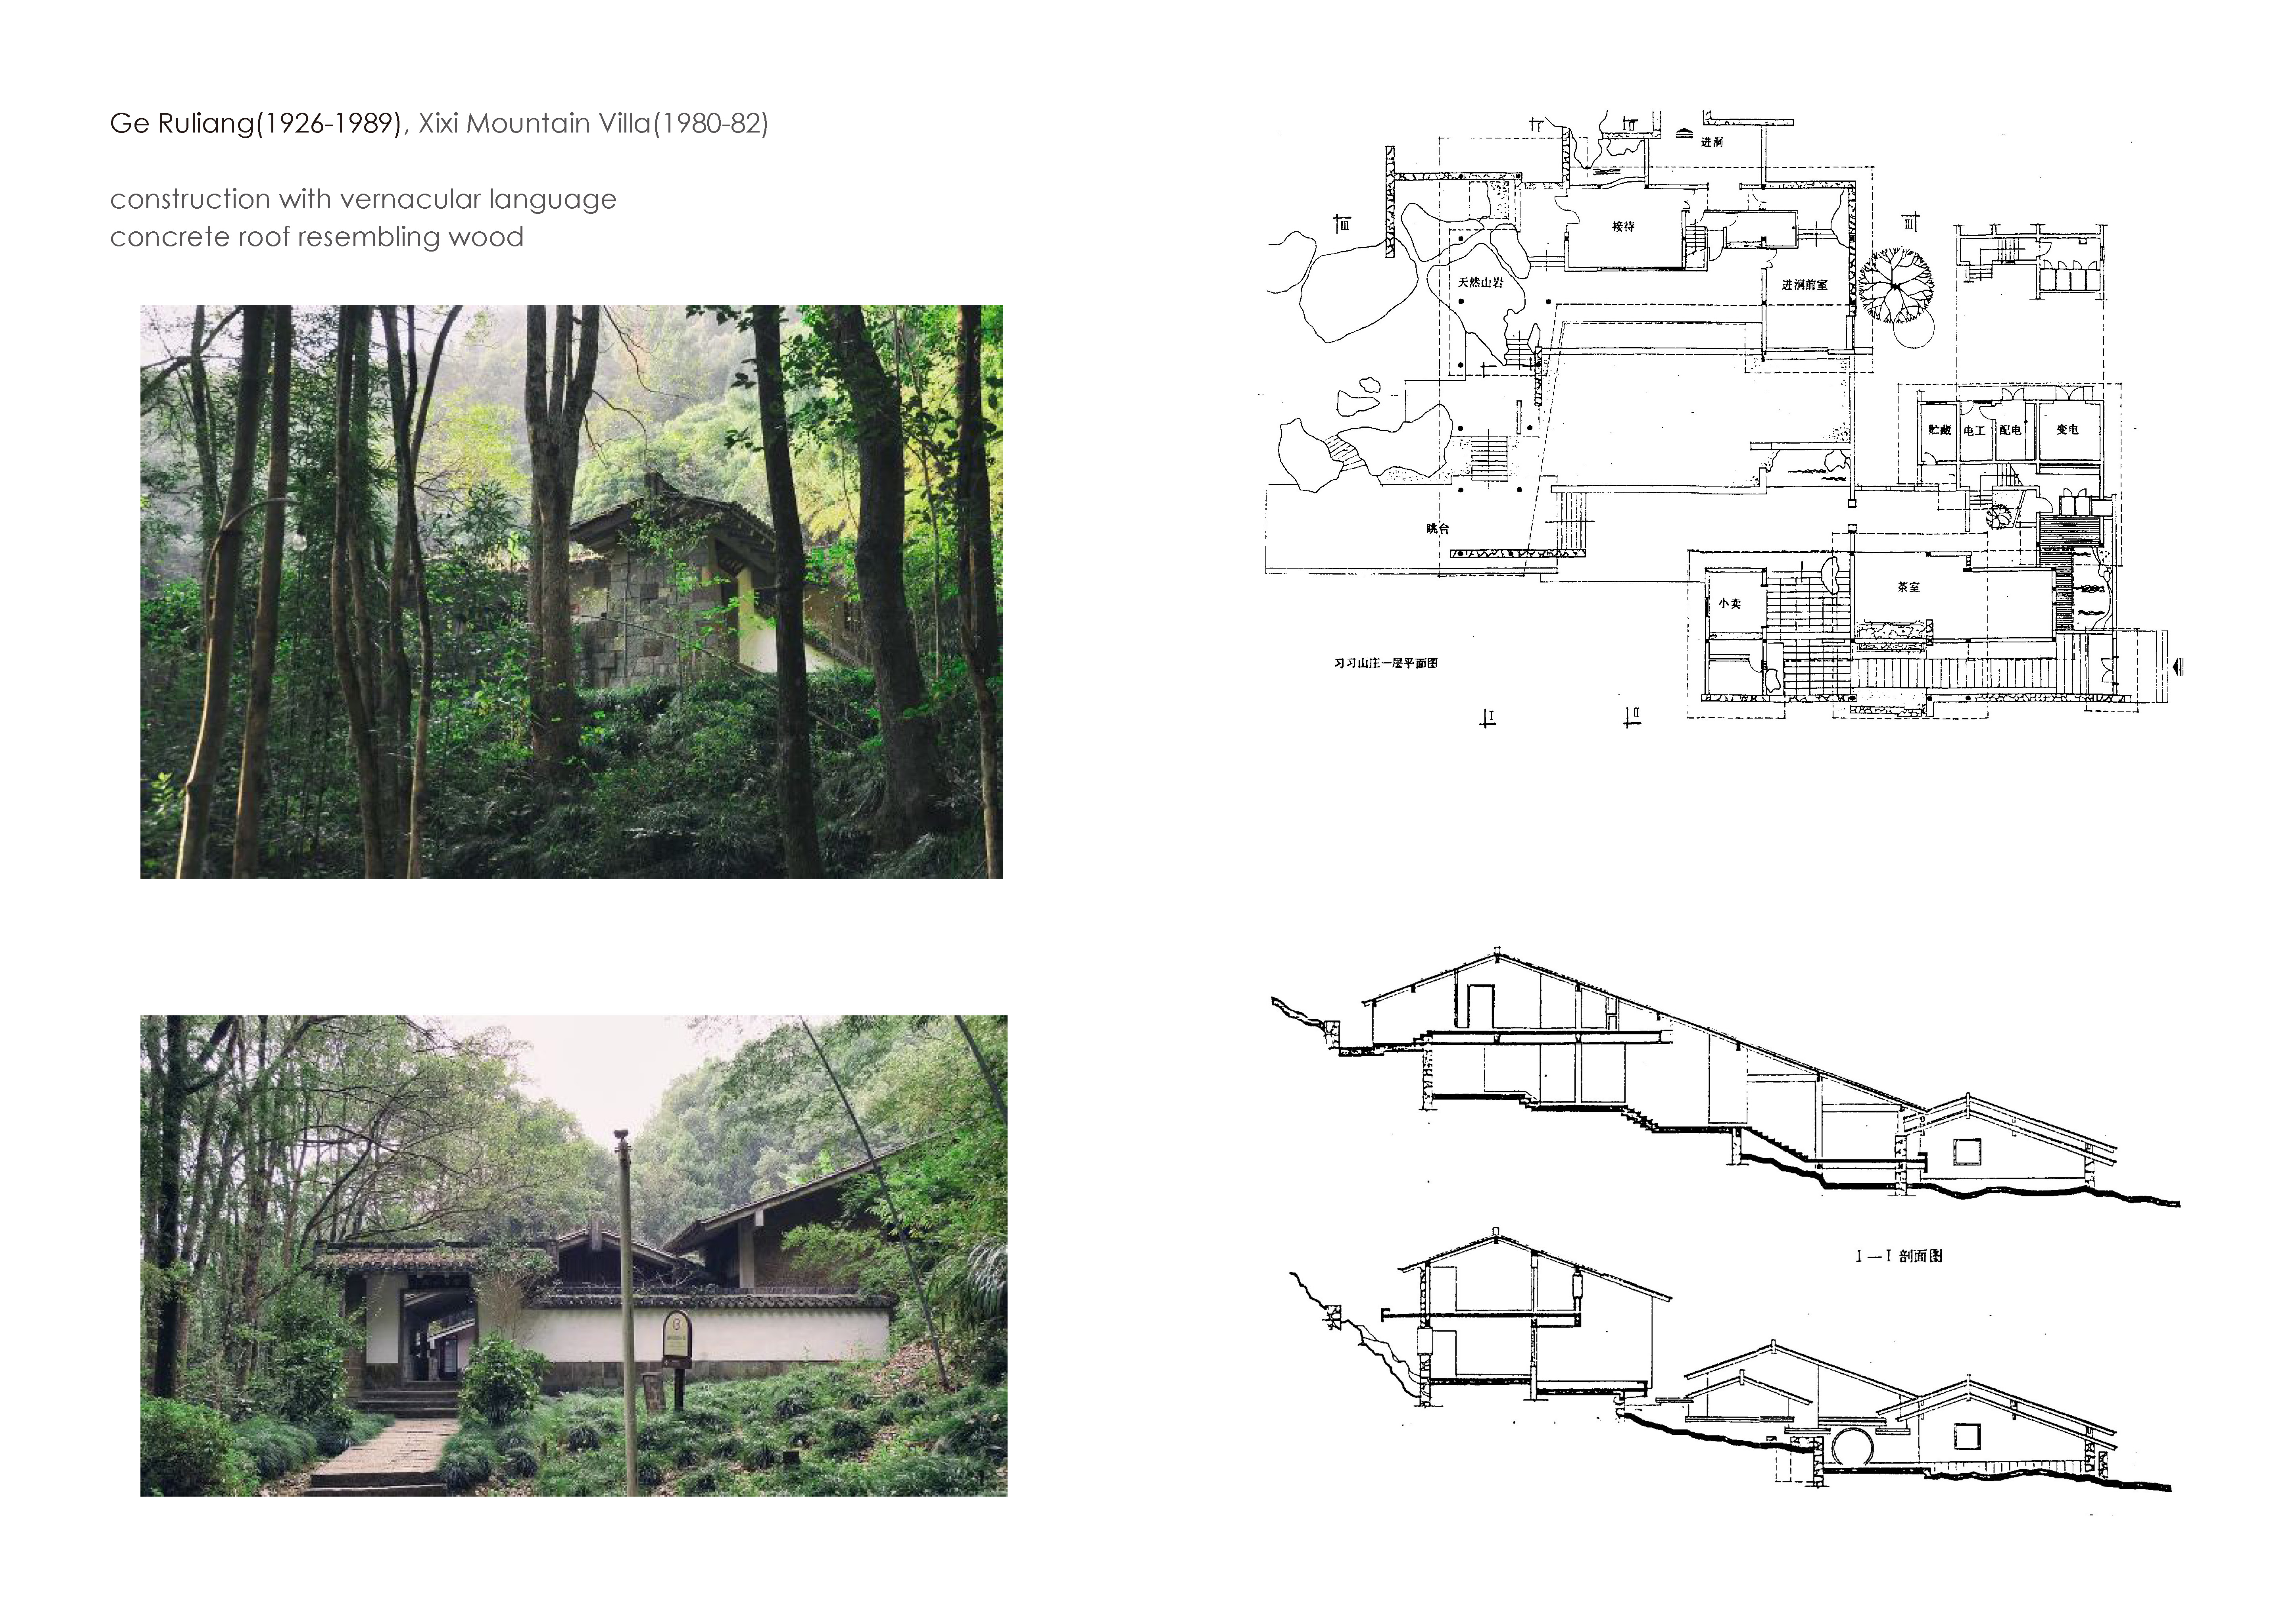 Ge Ruliang(1926-1989), Xixi Mountain Villa(1980-82)
construction with vernacular language
concrete roof resembling wood
进洞
接待
天然山岩
进洞前室
贮藏
电工
配电
变电
跳台
茶室
小卖
习习山庄一层平面图
I
II
II
III
III
I—I 剖面图